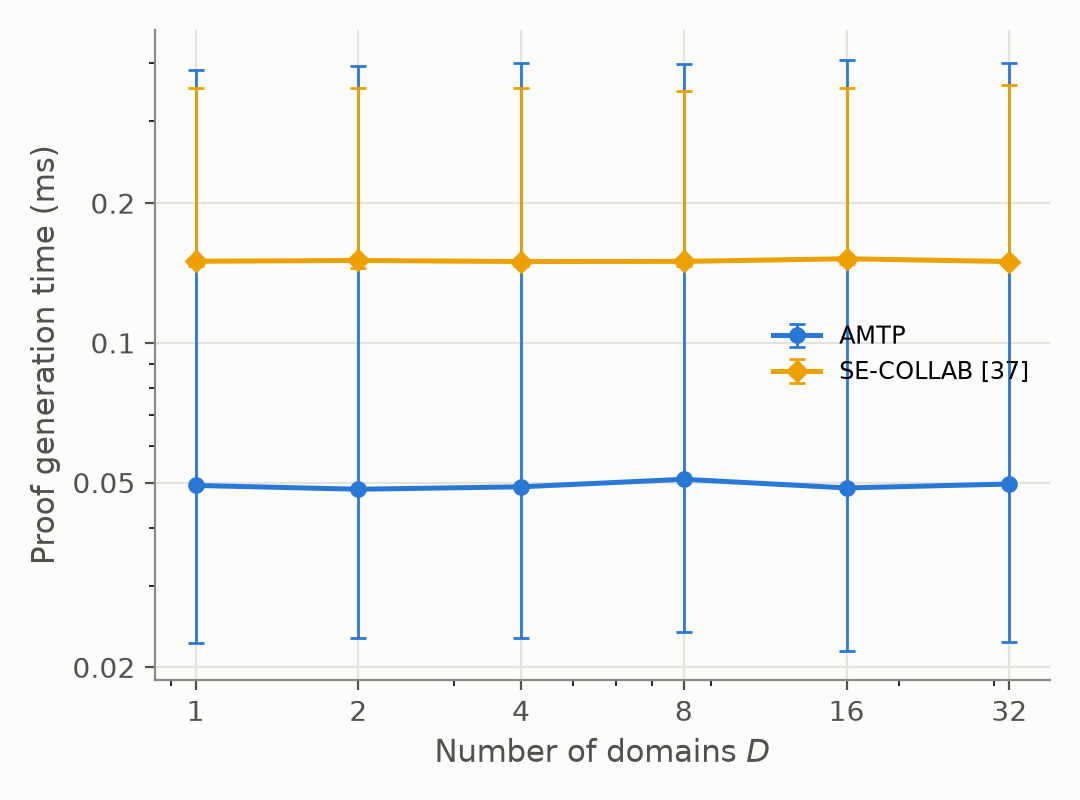 Proof generation time (ms)
0.2
0.1
0.05
0.02
AMTP
SE-COLLAB [37]
1 2 4 8 16 32
Number of domains D